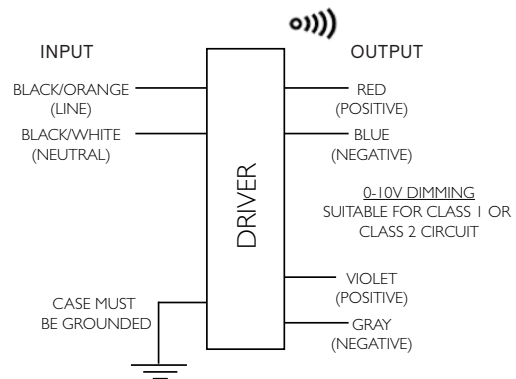 INPUT
OUTPUT
BLACK/ORANGE
(LINE)
BLACK/WHITE
(NEUTRAL)
CASE MUST
BE GROUNDED
DRIVER
RED
(POSITIVE)
BLUE
(NEGATIVE)
0-10V DIMMING
SUITABLE FOR CLASS 1 OR
CLASS 2 CIRCUIT
VIOLET
(POSITIVE)
GRAY
(NEGATIVE)